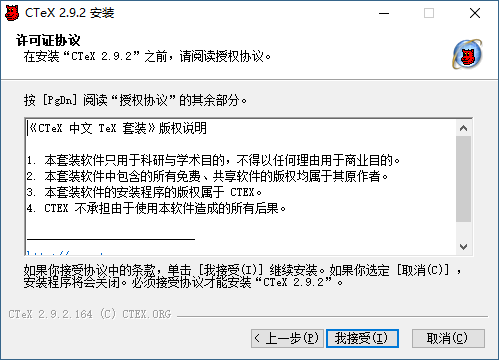 CTeX 2.9.2 安装
许可证协议
在安装“CTeX 2.9.2”之前，请阅读授权协议。
按 [PgDn] 阅读“授权协议”的其余部分。
《CTeX 中文 TeX 套装》版权说明
1. 本套装软件只用于科研与学术目的，不得以任何理由用于商业目的。
2. 本套装软件中包含的所有免费、共享软件的版权均属于其原作者。
3. 本套装软件的安装程序的版权属于 CTEX。
4. CTEX 不承担由于使用本软件造成的所有后果。
如果你接受协议中的条款，单击 [我接受(I)] 继续安装。如果你选定 [取消(C)] ，
安装程序将会关闭。必须接受协议才能安装“CTeX 2.9.2”。
CTeX 2.9.2.164 (C) CTEX.ORG
< 上一步(P) 我接受(I) 取消(C)